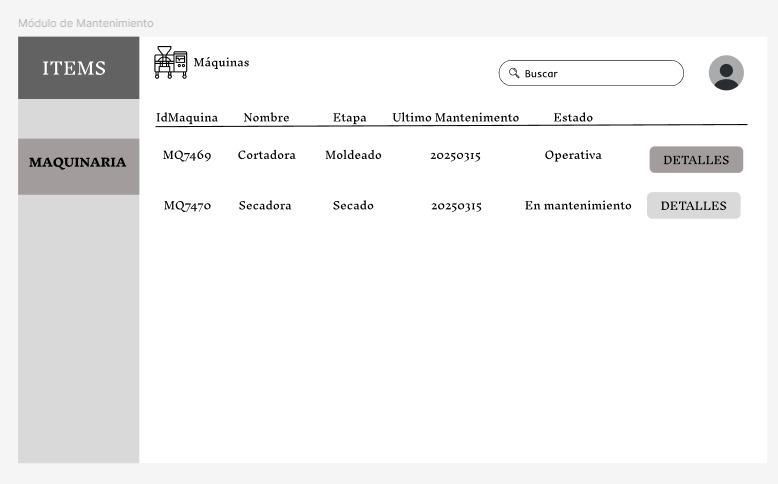 Módulo de Mantenimiento
ITEMS
Máquinas
Buscar
IdMaquina Nombre Etapa Ultimo Mantenimento Estado
MAQUINARIA
MQ7469 Cortadora Moldeado 20250315 Operativa DETALLES
MQ7470 Secadora Secado 20250315 En mantenimiento DETALLES